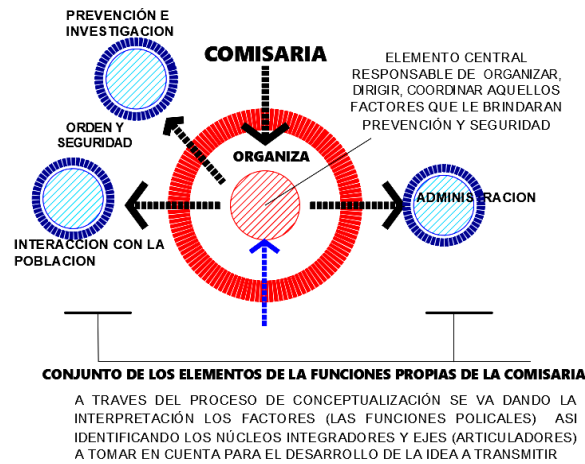 PREVENCIÓN E
INVESTIGACION
COMISARIA
ELEMENTO CENTRAL
RESPONSABLE DE ORGANIZAR,
DIRIGIR, COORDINAR AQUELLOS
FACTORES QUE LE BRINDARAN
PREVENCIÓN Y SEGURIDAD
ORDEN Y
SEGURIDAD
ORGANIZA
ADMINISTRACION
INTERACCION CON LA
POBLACION
CONJUNTO DE LOS ELEMENTOS DE LA FUNCIONES PROPIAS DE LA COMISARIA
A TRAVES DEL PROCESO DE CONCEPTUALIZACIÓN SE VA DANDO LA
INTERPRETACIÓN LOS FACTORES (LAS FUNCIONES POLICALES) ASI
IDENTIFICANDO LOS NÚCLEOS INTEGRADORES Y EJES (ARTICULADORES)
A TOMAR EN CUENTA PARA EL DESARROLLO DE LA IDEA A TRANSMITIR